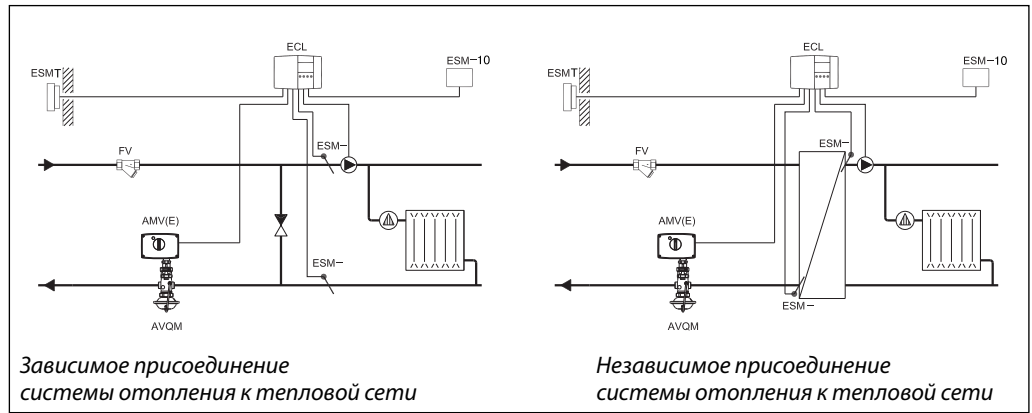 ECL
ESMT
ESM-10
FV
ESM-
AMV(E)
ESM-
AVQM
Зависимое присоединение
системы отопления к тепловой сети
ECL
ESMT
ESM-10
FV
ESM-
AMV(E)
ESM-
AVQM
Независимое присоединение
системы отопления к тепловой сети